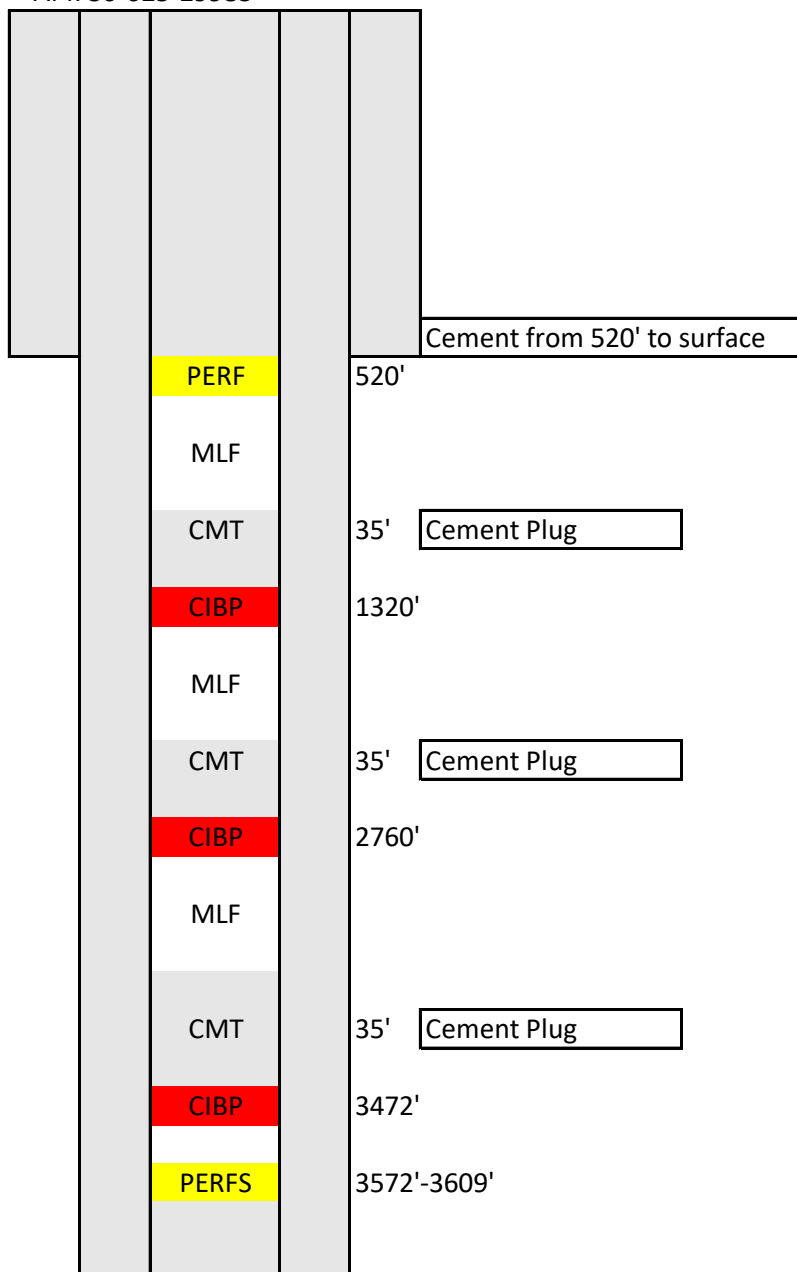 Cement from 520' to surface
PERF 520'
MLF
CMT 35' Cement Plug
CIBP 1320'
MLF
CMT 35' Cement Plug
CIBP 2760'
MLF
CMT 35' Cement Plug
CIBP 3472'
PERFS 3572'-3609'